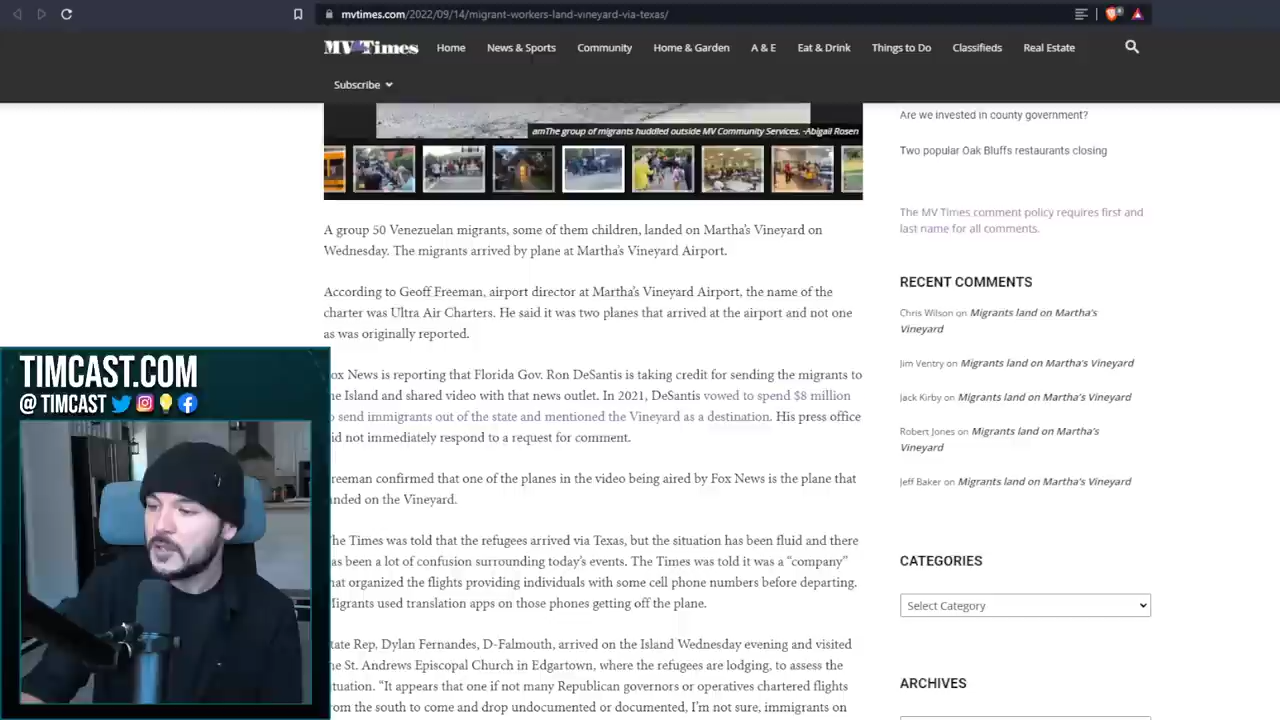 mvtimes.com/2022/09/14/migrant-workers-land-vineyard-via-texas/
MV Times
Home
News & Sports
Community
Home & Garden
A & E
Eat & Drink
Things to Do
Classifieds
Real Estate
Subscribe
amThe group of migrants huddled outside MV Community Services. -Abigail Rosen
A group 50 Venezuelan migrants, some of them children, landed on Martha's Vineyard on
Wednesday. The migrants arrived by plane at Martha's Vineyard Airport.
According to Geoff Freeman, airport director at Martha's Vineyard Airport, the name of the
charter was Ultra Air Charters. He said it was two planes that arrived at the airport and not one
as was originally reported.
ox News is reporting that Florida Gov. Ron DeSantis is taking credit for sending the migrants to
he Island and shared video with that news outlet. In 2021, DeSantis vowed to spend $8 million
o send immigrants out of the state and mentioned the Vineyard as a destination. His press office
id not immediately respond to a request for comment.
reeman confirmed that one of the planes in the video being aired by Fox News is the plane that
anded on the Vineyard.
he Times was told that the refugees arrived via Texas, but the situation has been fluid and there
as been a lot of confusion surrounding today's events. The Times was told it was a "company"
hat organized the flights providing individuals with some cell phone numbers before departing.
igrants used translation apps on those phones getting off the plane.
tate Rep, Dylan Fernandes, D-Falmouth, arrived on the Island Wednesday evening and visited
he St. Andrews Episcopal Church in Edgartown, where the refugees are lodging, to assess the
ituation. "It appears that one if not many Republican governors or operatives chartered flights
rom the south to come and drop undocumented or documented, I'm not sure, immigrants on
Are we invested in county government?
Two popular Oak Bluffs restaurants closing
The MV Times comment policy requires first and
last name for all comments.
RECENT COMMENTS
Chris Wilson on Migrants land on Martha's
Vineyard
Jim Ventry on Migrants land on Martha's Vineyard
Jack Kirby on Migrants land on Martha's Vineyard
Robert Jones on Migrants land on Martha's
Vineyard
Jeff Baker on Migrants land on Martha's Vineyard
CATEGORIES
Select Category
ARCHIVES
TIMCAST.COM
@ TIMCAST